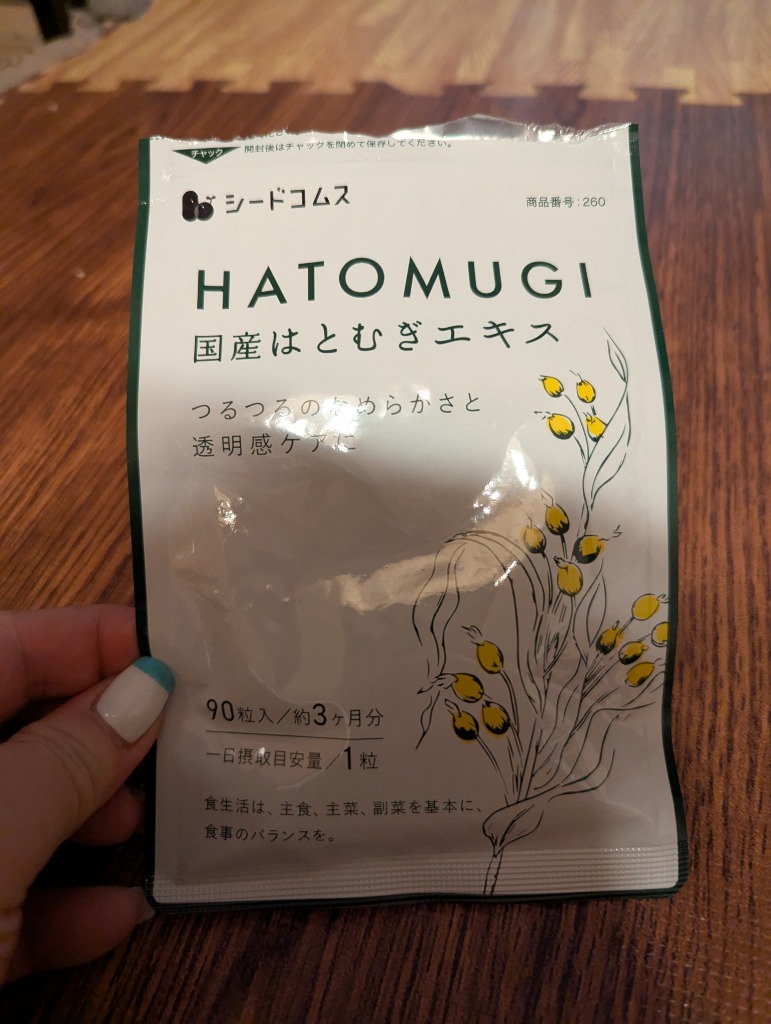 チャック
開封後はチャックを閉めて保存してください。
シードコムス
商品番号:260
HATOMUGI
国産はとむぎエキス
つるつるのなめらかさと
透明感ケアに
90粒入/約3ヶ月分
一日摂取目安量/1粒
食生活は、主食、主菜、副菜を基本に、
食事のバランスを。